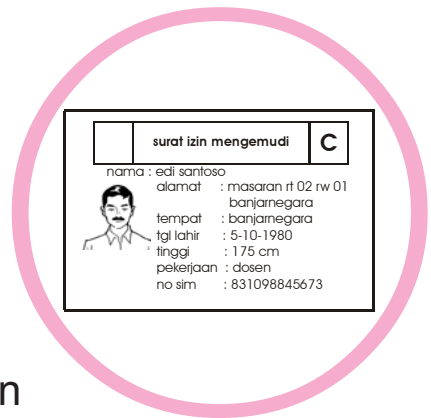 surat izin mengemudi C
nama : edi santoso
alamat : masaran rt 02 rw 01
banjarnegara
tempat : banjarnegara
tgl lahir : 5-10-1980
tinggi : 175 cm
pekerjaan : dosen
no sim : 831098845673
n